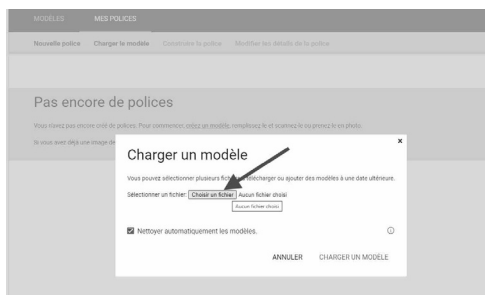 MODÈLES MES POLICES
Nouvelle police Charger le modèle Construire la police Modifier les détails de la police
Pas encore de polices
Vous n'avez pas encore créé de polices. Pour commencer, créez un modèle, remplissez-le et scannez-le ou prenez-le en photo
Si vous avez déjà une image de
Charger un modèle
Vous pouvez sélectionner plusieurs télécharger ou ajouter des modèles à une date ultérieure.
Sélectionner un fichier: Choisir un fichier Aucun fichier choisi
Aucun fichier choisi
Nettoyer automatiquement les modèles.
ANNULER CHARGER UN MODÈLE